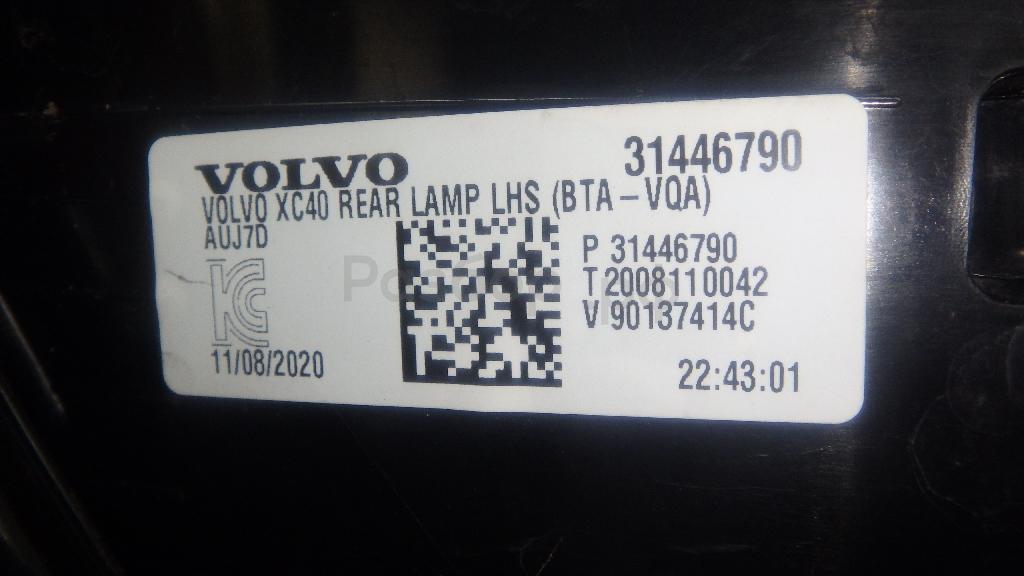 VOLVO 31446790
VOLVO XC40 REAR LAMP LHS (BTA-VQA)
AUJ7D
P 31446790
T 2008110042
V 90137414C
11/08/2020
22:43:01